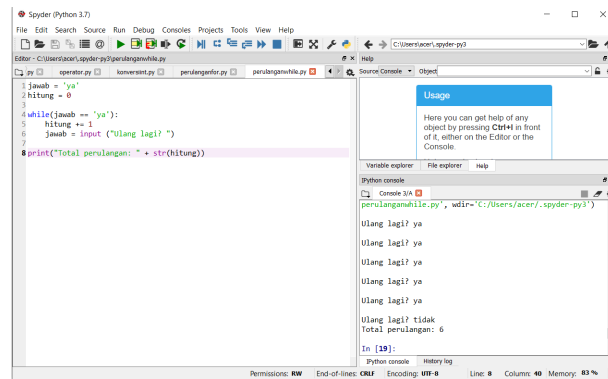 Spyder (Python 3.7)
File Edit Search Source Run Debug Consoles Projects Tools View Help
C:\Users\acer\.spyder-py3
Editor - C:\Users\acer\.spyder-py3\perulanganwhile.py
Help
.py operator.py konversiint.py perulenganfor.py perulanganwhile.py
Source Console Object
1 jawab = 'ya'
2 hitung = 0
3
4 while(jawab == 'ya'):
5 hitung += 1
6 jawab = input ("Ulang lagi? ")
7
8 print("Total perulangan: " + str(hitung))
Usage
Here you can get help of any
object by pressing Ctrl+I in front
of it, either on the Editor or the
Console.
Variable explorer File explorer Help
IPython console
Console 3/A
perulanganwhile.py', wdir='C:/Users/acer/.spyder-py3')
Ulang lagi? ya
Ulang lagi? ya
Ulang lagi? ya
Ulang lagi? ya
Ulang lagi? ya
Ulang lagi? tidak
Total perulangan: 6
In [19]:
IPython console History log
Permissions: RW End-of-lines: CRLF Encoding: UTF-8 Line: 8 Column: 40 Memory: 83 %